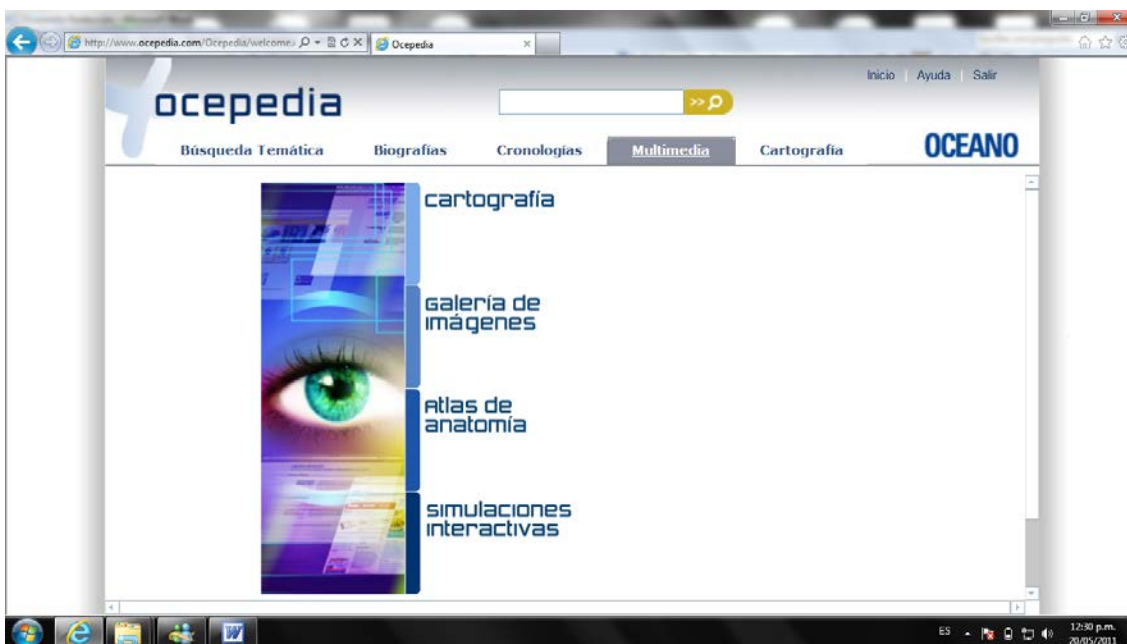 http://www.ocepedia.com/Ocepedia/welcome.
Ocepedia
Inicio | Ayuda | Salir
ocepedia
>>
Búsqueda Temática Biografías Cronologías Multimedia Cartografía
OCEANO
cartografía
Galería de
imágenes
Atlas de
anatomía
simulaciones
interactivas
ES
12:30 p.m.
20/05/2011